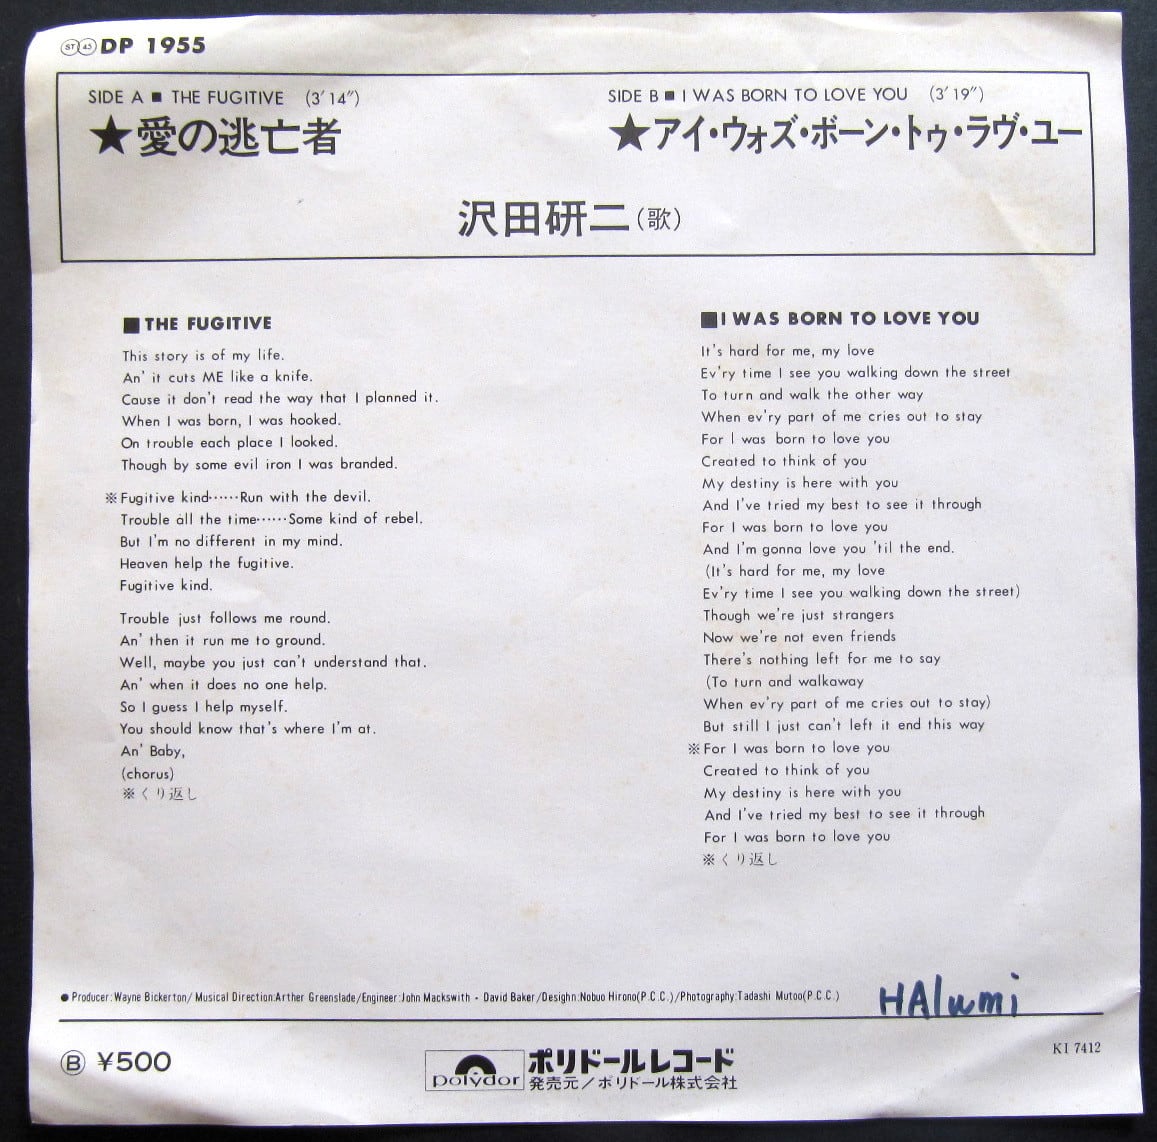 ST 45 DP 1955
SIDE A ■ THE FUGITIVE (3′14″)
★愛の逃亡者
SIDE B ■ I WAS BORN TO LOVE YOU (3′19″)
★アイ・ウォズ・ボーン・トゥ・ラヴ・ユー
沢田研二(歌)
■THE FUGITIVE
This story is of my life.
An' it cuts ME like a knife.
Cause it don't read the way that I planned it.
When I was born, I was hooked.
On trouble each place I looked.
Though by some evil iron I was branded.
※Fugitive kind……Run with the devil.
Trouble all the time……Some kind of rebel.
But I'm no different in my mind.
Heaven help the fugitive.
Fugitive kind.
Trouble just follows me round.
An' then it run me to ground.
Well, maybe you just can't understand that.
An' when it does no one help.
So I guess I help myself.
You should know that's where I'm at.
An' Baby,
(chorus)
※くり返し
■I WAS BORN TO LOVE YOU
It's hard for me, my love
Ev'ry time I see you walking down the street
To turn and walk the other way
When ev'ry part of me cries out to stay
For I was born to love you
Created to think of you
My destiny is here with you
And I've tried my best to see it through
For I was born to love you
And I'm gonna love you 'til the end.
(It's hard for me, my love
Ev'ry time I see you walking down the street)
Though we're just strangers
Now we're not even friends
There's nothing left for me to say
(To turn and walkaway
When ev'ry part of me cries out to stay)
But still I just can't left it end this way
※For I was born to love you
Created to think of you
My destiny is here with you
And I've tried my best to see it through
For I was born to love you
※くり返し
●Producer:Wayne Bickerton/Musical Direction:Arther Greenslade/Engineer:John Mackswith・David Baker/Desighn:Nobuo Hirono(P.C.C.)/Photography:Tadashi Mutoo(P.C.C.)
HAlumi
Ⓑ ¥500
polydor
ポリドールレコード
発売元/ポリドール株式会社
KI 7412